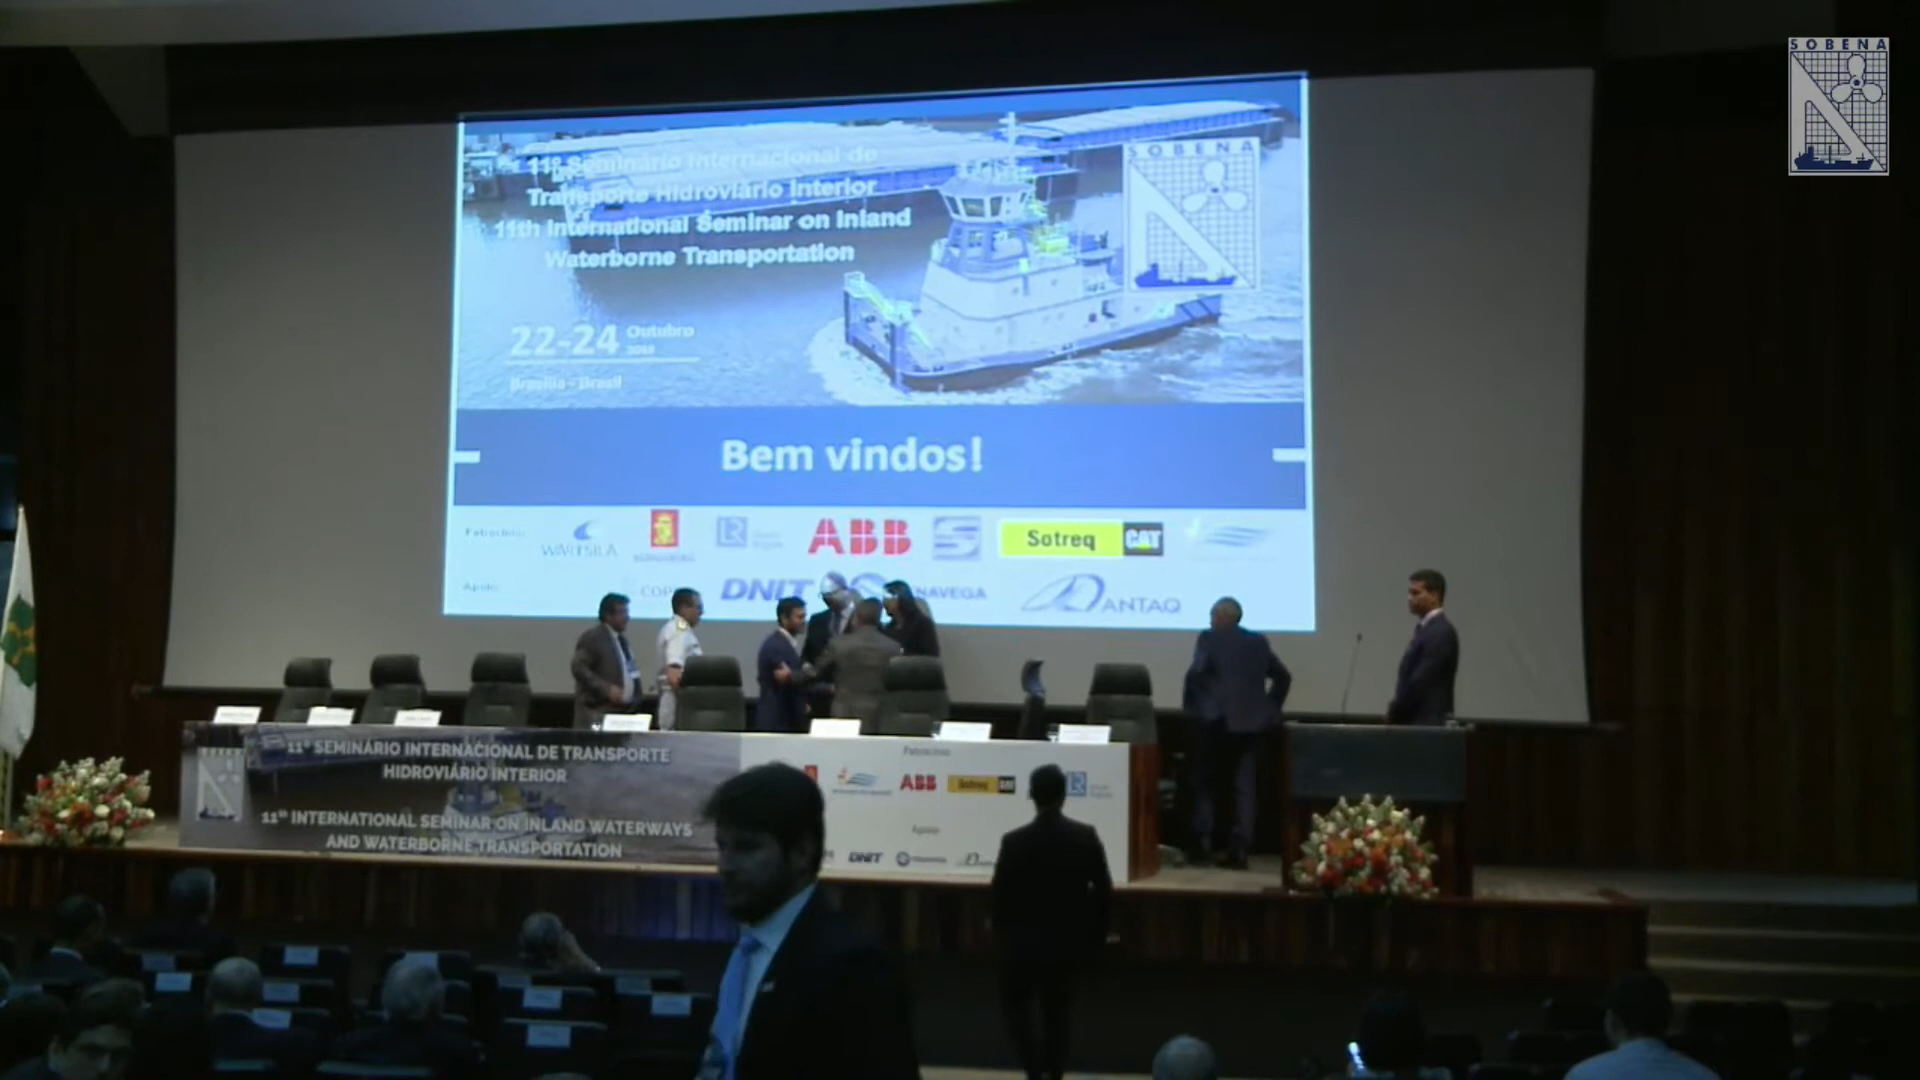 SOBENA
11º Seminário Internacional de
Transporte Hidroviário Interior
11th International Seminar on Inland
Waterborne Transportation
SOBENA
22-24 Outubro
Brasília - Brasil
Bem vindos!
WÄRTSILÄ
LR
ABB
Sotreq CAT
Apoio
DNIT
NAVEGA
ANTAQ
11º SEMINÁRIO INTERNACIONAL DE TRANSPORTE
HIDROVIÁRIO INTERIOR
11th INTERNATIONAL SEMINAR ON INLAND WATERWAYS
AND WATERBORNE TRANSPORTATION
Patrocínio
ABB
Sotreq CAT
LR
Apoio
DNIT